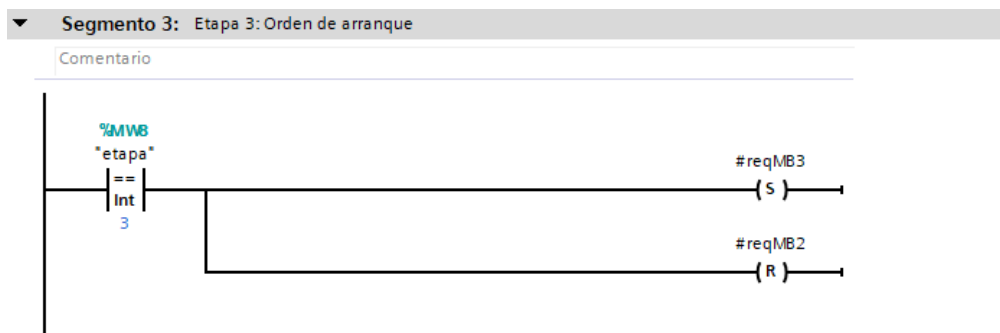 Segmento 3: Etapa 3: Orden de arranque
Comentario
%MW8
"etapa"
==
Int
3
#reqMB3
S
#reqMB2
R